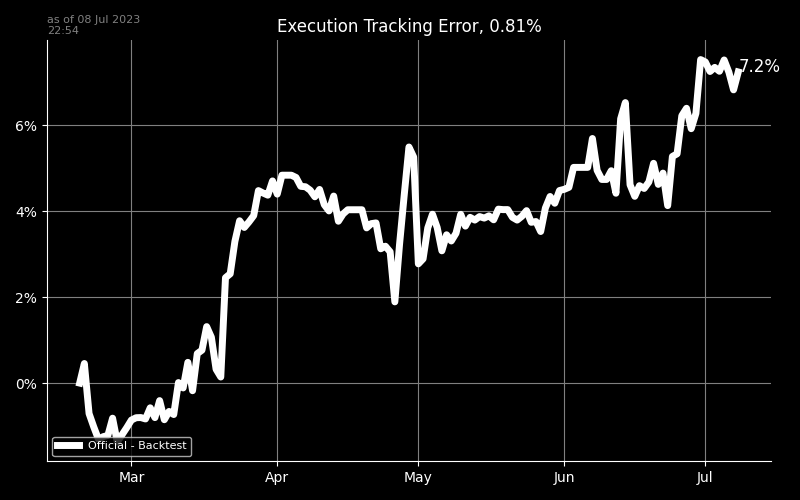 as of 08 Jul 2023
22:54
Execution Tracking Error, 0.81%
7.2%
6%
4%
2%
0%
Official - Backtest
Mar
Apr
May
Jun
Jul